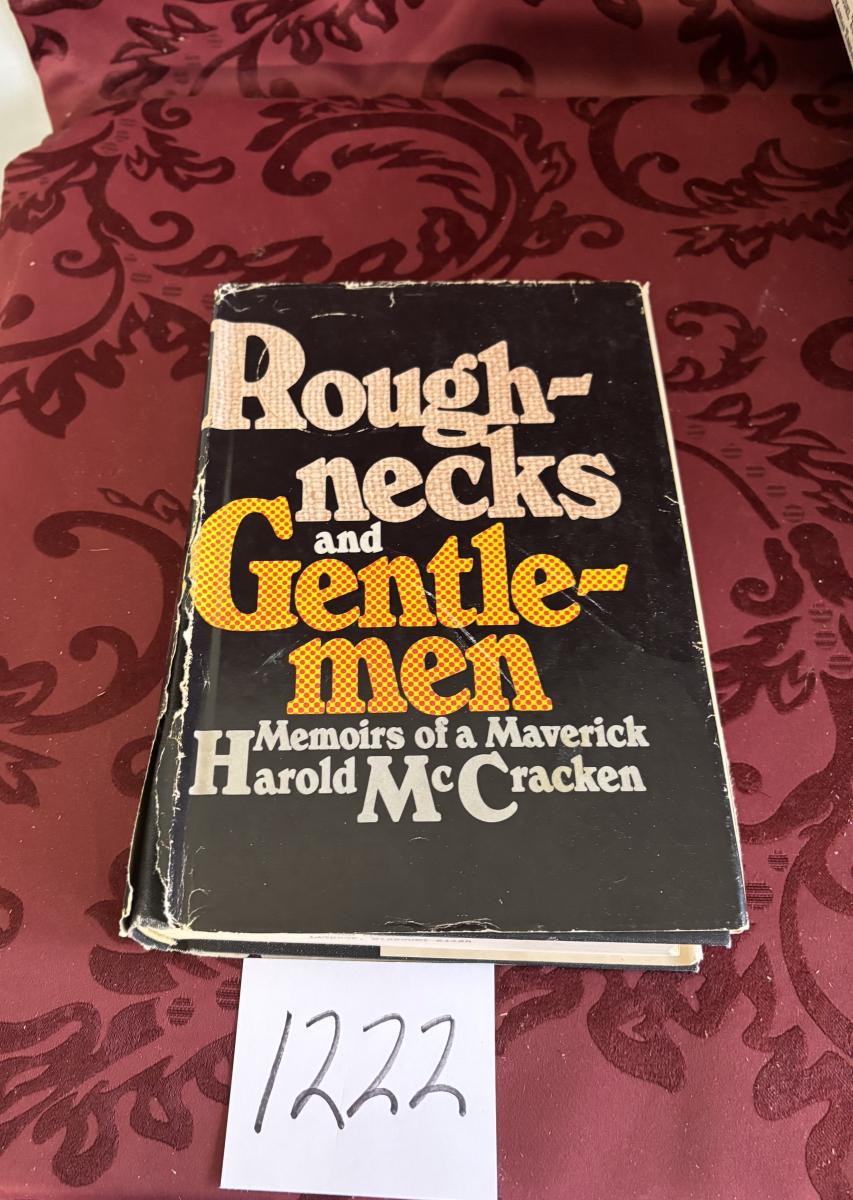 Rough-
necks
and
Gentle-
men
Memoirs of a Maverick
Harold McCracken
1222